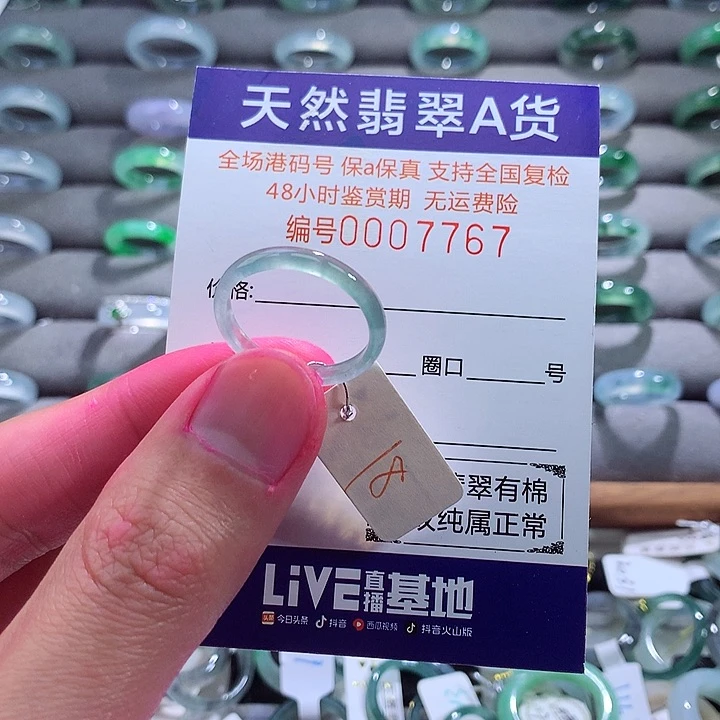 天然翡翠A货
全场港码号 保a保真 支持全国复检
48小时鉴赏期 无运费险
编号0007767
价格:
圈口 号
翠有棉
纯属正常
LiVE直播基地
头条 今日头条 抖音 西瓜视频 抖音火山版